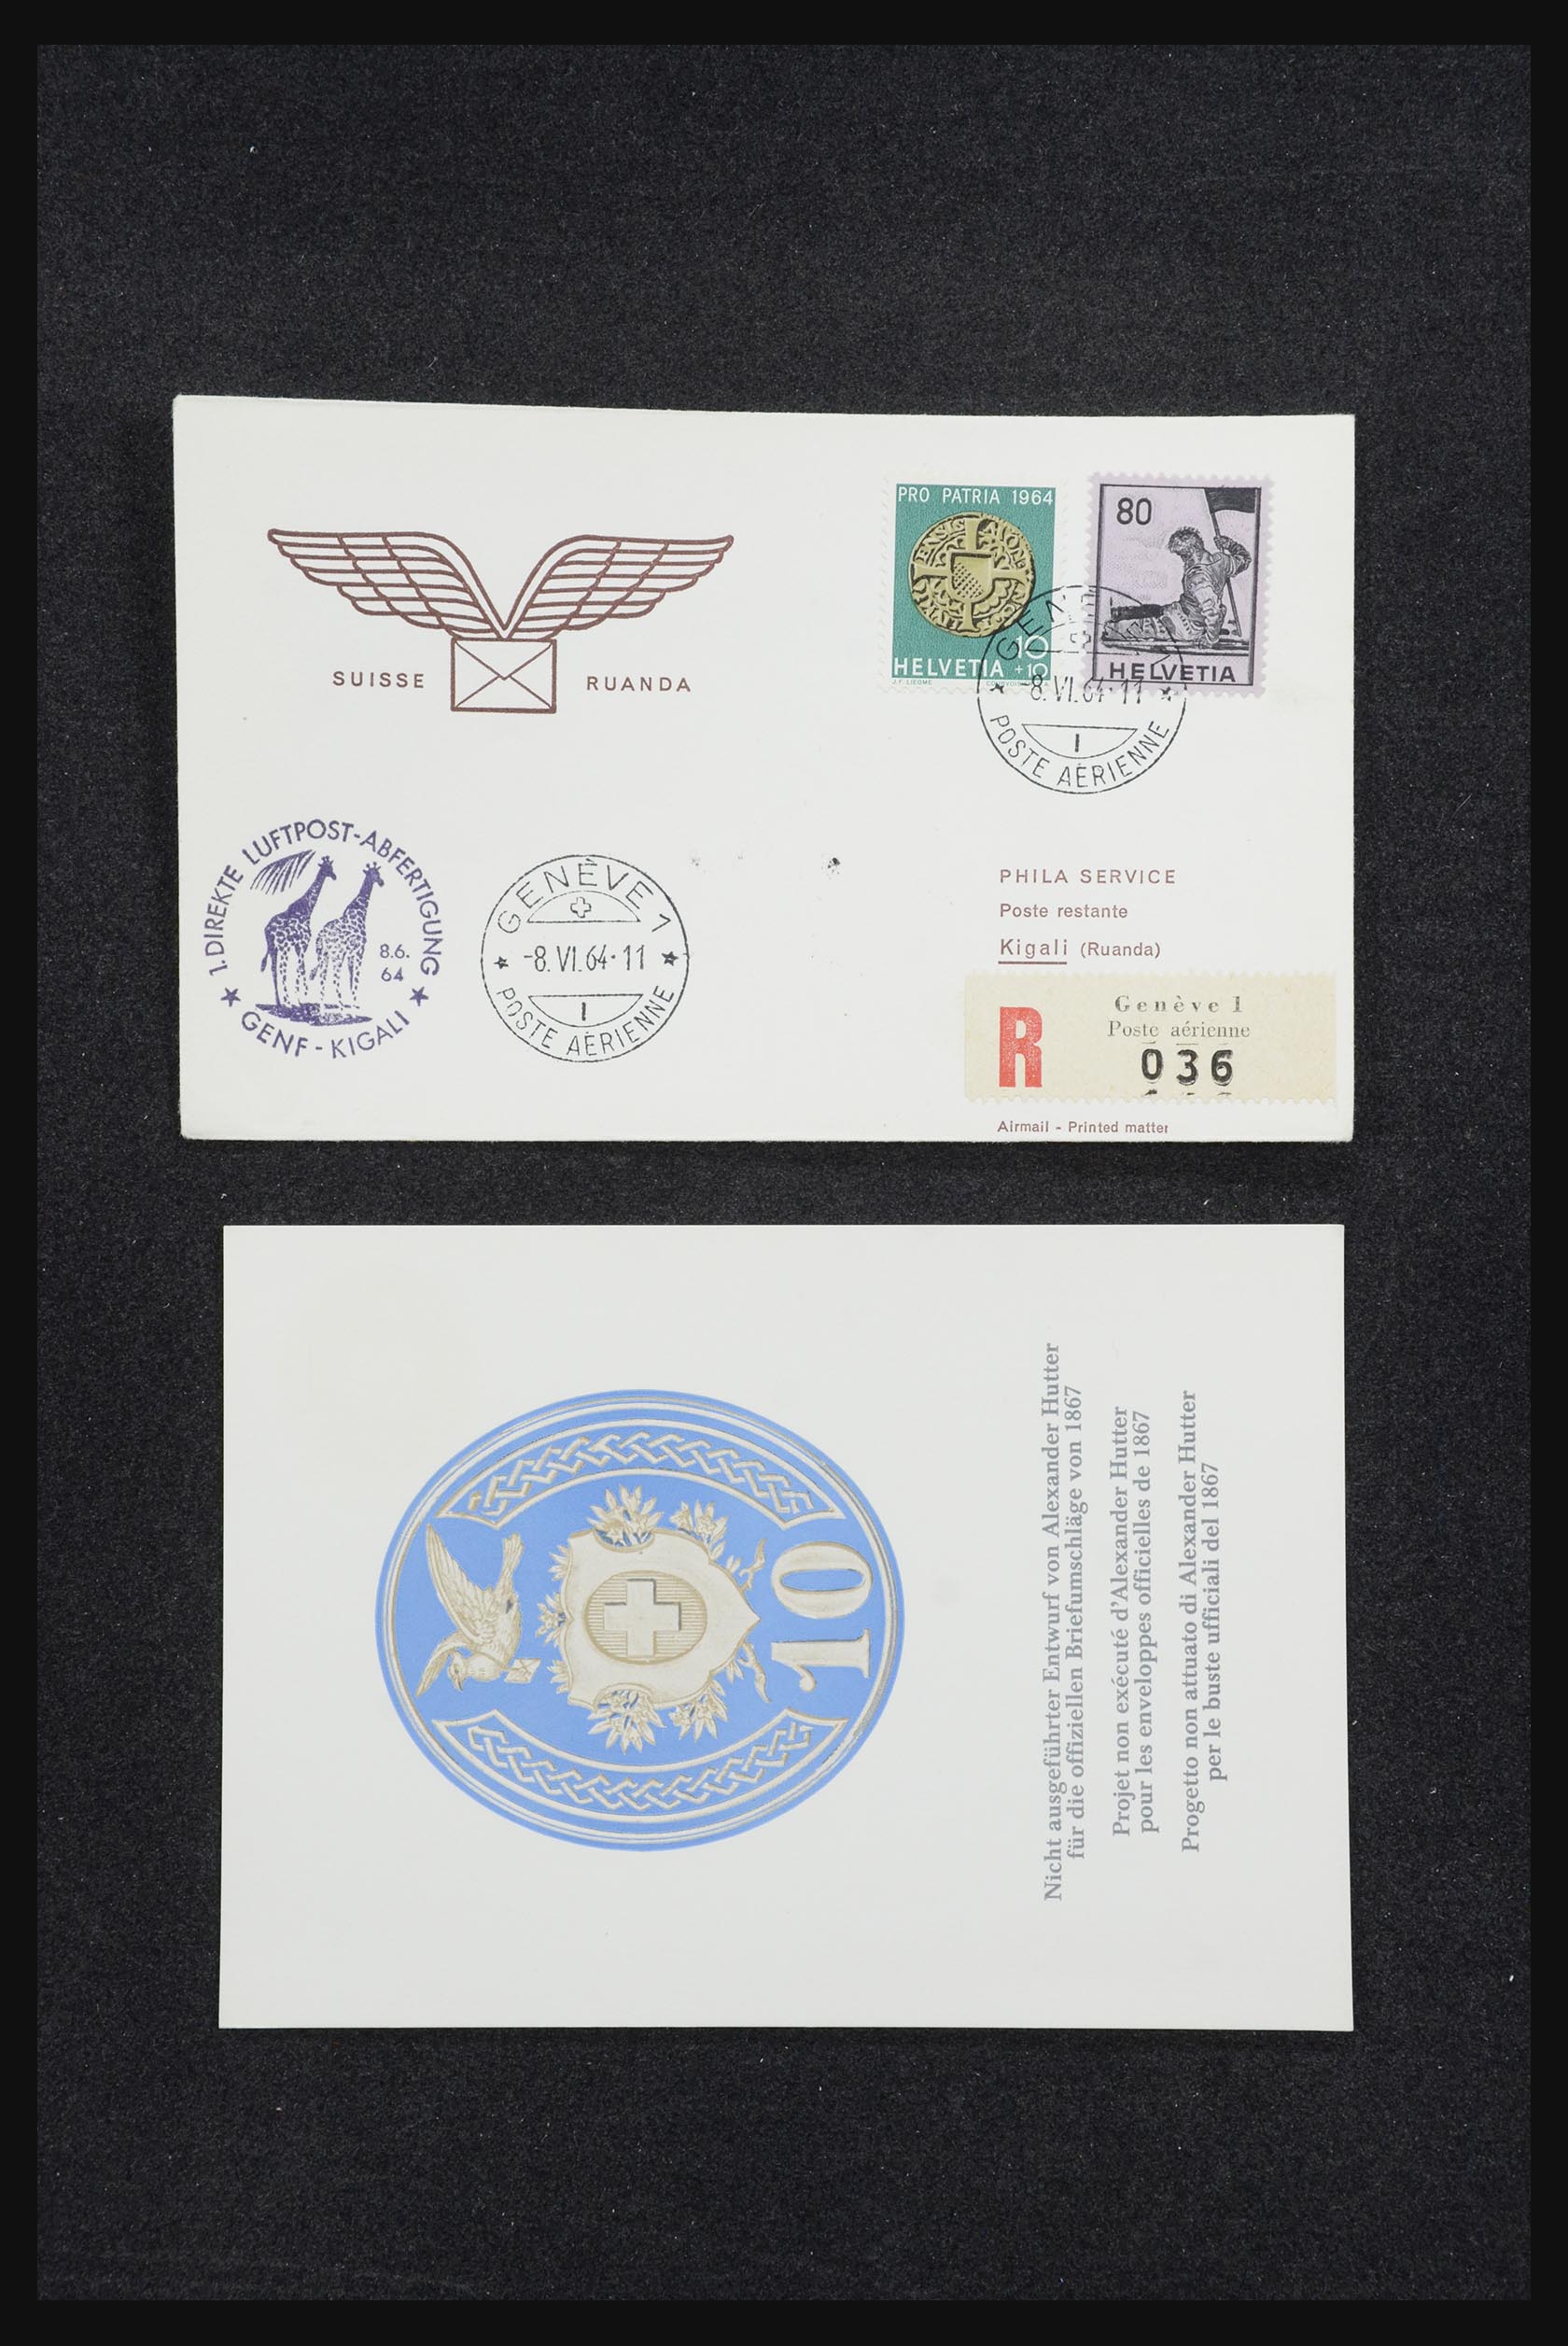 PRO PATRIA 1964
10
+10
HELVETIA
80
HELVETIA
SUISSE
RUANDA
-8.VI.64-11
I
POSTE AÉRIENNE
1. DIREKTE LUFTPOST-ABFERTIGUNG
8.6.
64
GENF - KIGALI
GENÈVE 1
-8.VI.64-11
I
POSTE AÉRIENNE
PHILA SERVICE
Poste restante
Kigali (Ruanda)
R
Genève 1
Poste aérienne
036
Airmail - Printed matter
10
Nicht ausgeführter Entwurf von Alexander Hutter
für die offiziellen Briefumschläge von 1867
Projet non exécuté d'Alexander Hutter
pour les enveloppes officielles de 1867
Progetto non attuato di Alexander Hutter
per le buste ufficiali del 1867